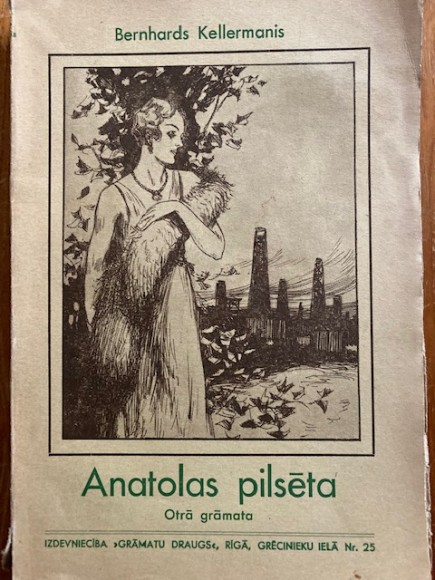 Bernhards Kellermanis
Anatolas pilsēta
Otrā grāmata
IZDEVNIECĪBA ›GRĀMATU DRAUGS‹, RĪGĀ, GRĒCINIEKU IELĀ Nr. 25